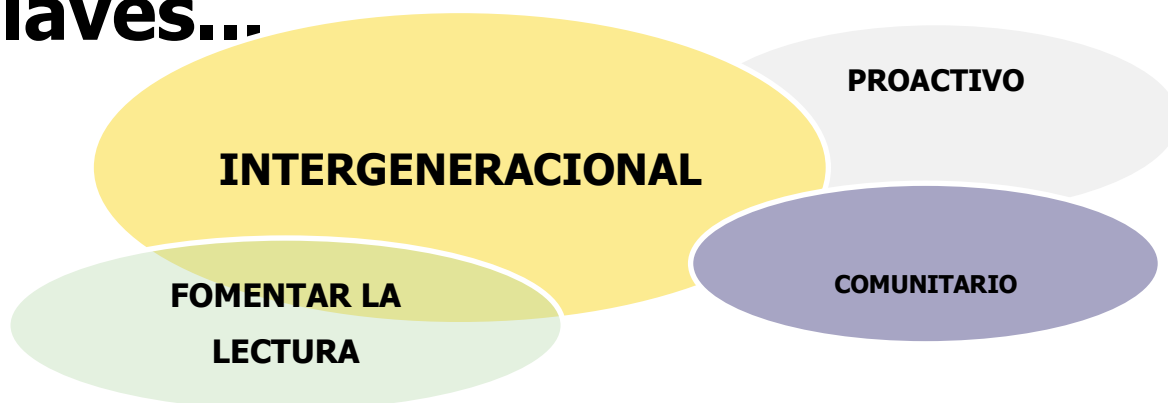 laves...
PROACTIVO
INTERGENERACIONAL
COMUNITARIO
FOMENTAR LA
LECTURA